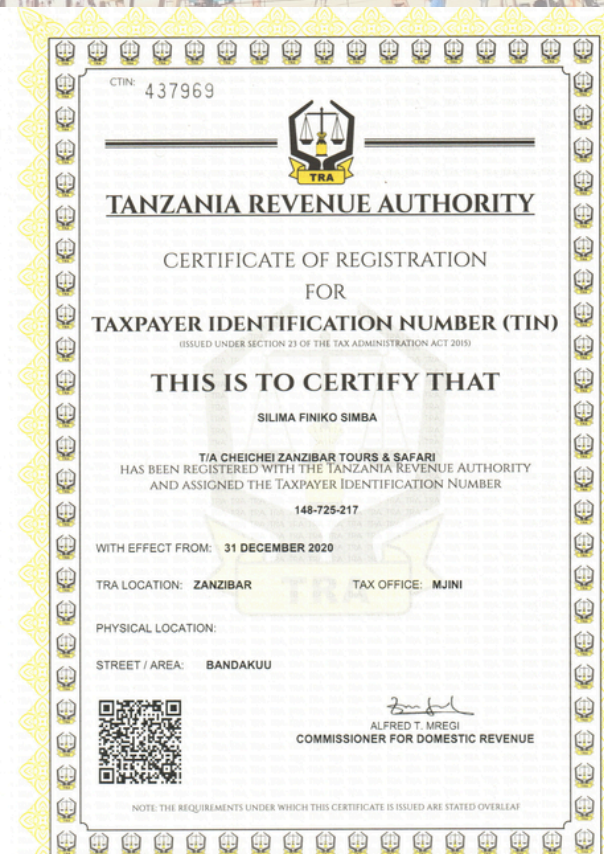 CTIN: 437969
TRA
TANZANIA REVENUE AUTHORITY
CERTIFICATE OF REGISTRATION
FOR
TAXPAYER IDENTIFICATION NUMBER (TIN)
(ISSUED UNDER SECTION 23 OF THE TAX ADMINISTRATION ACT 2015)
THIS IS TO CERTIFY THAT
SILIMA FINIKO SIMBA
T/A CHEICHEI ZANZIBAR TOURS & SAFARI
HAS BEEN REGISTERED WITH THE TANZANIA REVENUE AUTHORITY
AND ASSIGNED THE TAXPAYER IDENTIFICATION NUMBER
148-725-217
WITH EFFECT FROM: 31 DECEMBER 2020
TRA LOCATION: ZANZIBAR TAX OFFICE: MJINI
TRA
PHYSICAL LOCATION:
STREET / AREA: BANDAKUU
ALFRED T. MREGI
COMMISSIONER FOR DOMESTIC REVENUE
NOTE: THE REQUIREMENTS UNDER WHICH THIS CERTIFICATE IS ISSUED ARE STATED OVERLEAF